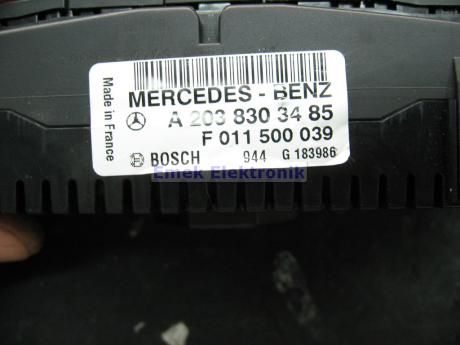 Made in France
MERCEDES - BENZ
A 203 830 34 85
F 011 500 039
BOSCH 944 G 183986
Emek Elektronik